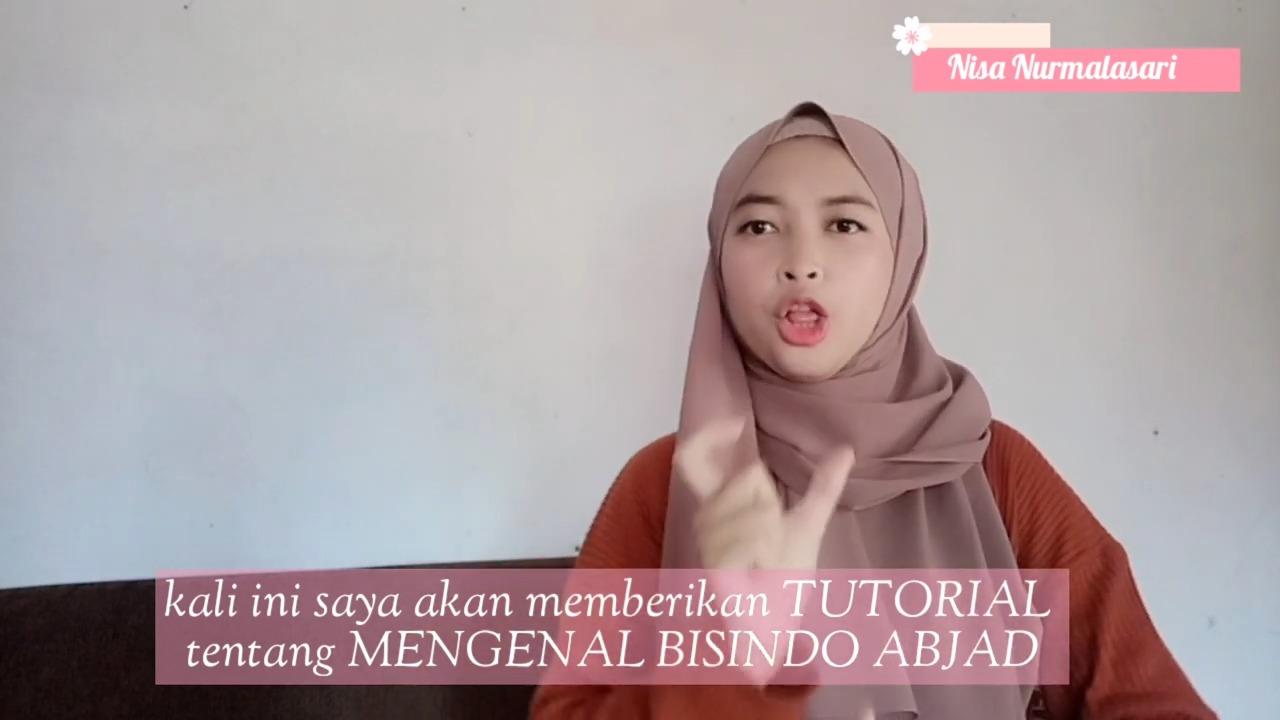 Nisa Nurmalasari
kali ini saya akan memberikan TUTORIAL
tentang MENGENAL BISINDO ABJAD